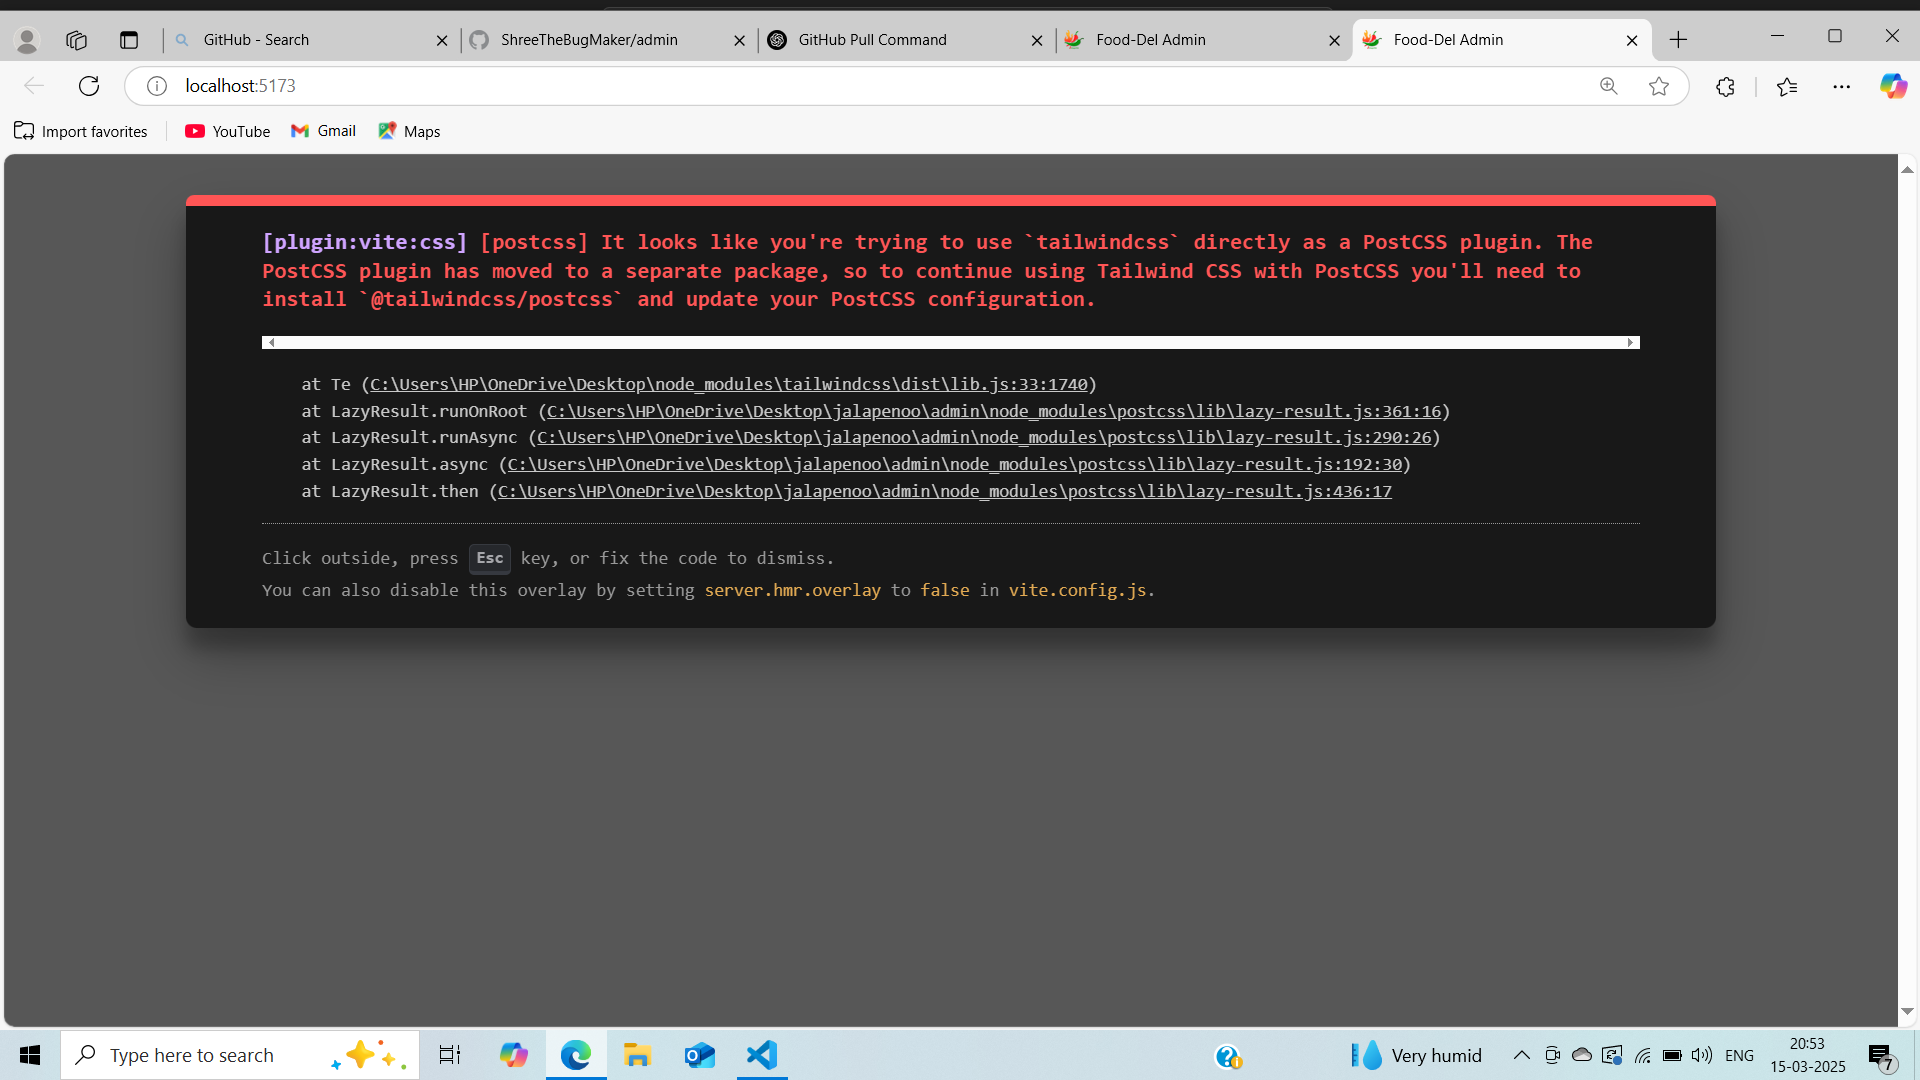 GitHub - Search
ShreeTheBugMaker/admin
GitHub Pull Command
Food-Del Admin
Food-Del Admin
localhost:5173
Import favorites
YouTube
Gmail
Maps
[plugin:vite:css] [postcss] It looks like you're trying to use `tailwindcss` directly as a PostCSS plugin. The
PostCSS plugin has moved to a separate package, so to continue using Tailwind CSS with PostCSS you'll need to
install `@tailwindcss/postcss` and update your PostCSS configuration.
at Te (C:\Users\HP\OneDrive\Desktop\node_modules\tailwindcss\dist\lib.js:33:1740)
at LazyResult.runOnRoot (C:\Users\HP\OneDrive\Desktop\jalapenoo\admin\node_modules\postcss\lib\lazy-result.js:361:16)
at LazyResult.runAsync (C:\Users\HP\OneDrive\Desktop\jalapenoo\admin\node_modules\postcss\lib\lazy-result.js:290:26)
at LazyResult.async (C:\Users\HP\OneDrive\Desktop\jalapenoo\admin\node_modules\postcss\lib\lazy-result.js:192:30)
at LazyResult.then (C:\Users\HP\OneDrive\Desktop\jalapenoo\admin\node_modules\postcss\lib\lazy-result.js:436:17
Click outside, press Esc key, or fix the code to dismiss.
You can also disable this overlay by setting server.hmr.overlay to false in vite.config.js.
Type here to search
Very humid
ENG
20:53
15-03-2025
7